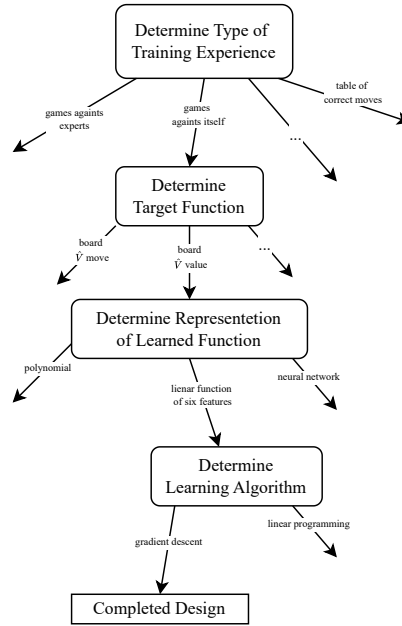 Determine Type of
Training Experience
games againts
experts
games
againts itself
...
table of
correct moves
Determine
Target Function
board
V̂ move
board
V̂ value
...
Determine Representetion
of Learned Function
polynomial
lienar function
of six features
neural network
Determine
Learning Algorithm
gradient descent
linear programming
Completed Design